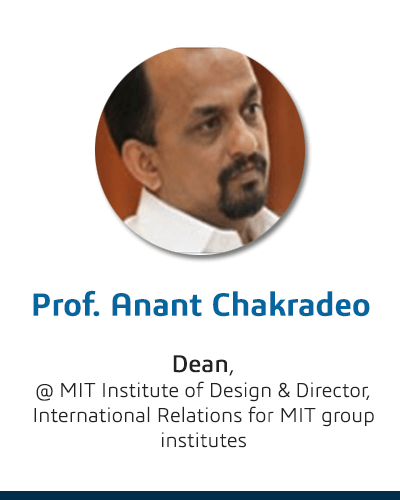 Prof. Anant Chakradeo
Dean,
@ MIT Institute of Design & Director,
International Relations for MIT group
institutes